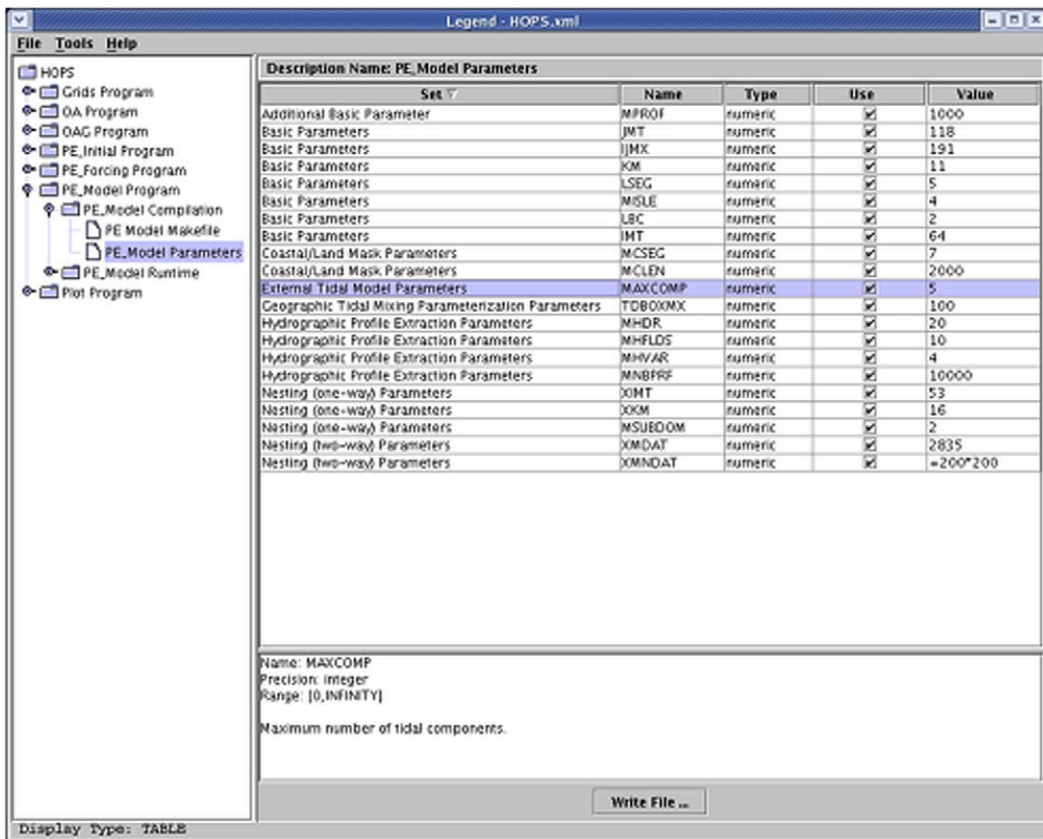 Legend - HOPS.xml
File Tools Help
HOPS
Grids Program
OA Program
OAG Program
PE_Initial Program
PE_Forcing Program
PE_Model Program
PE_Model Compilation
PE Model Makefile
PE_Model Parameters
PE_Model Runtime
Plot Program
Description Name: PE_Model Parameters
Set Name Type Use Value
Additional Basic Parameter MPROF numeric 1000
Basic Parameters JMT numeric 118
Basic Parameters IJMX numeric 191
Basic Parameters KM numeric 11
Basic Parameters LSEG numeric 5
Basic Parameters MISLE numeric 4
Basic Parameters LBC numeric 2
Basic Parameters IMT numeric 64
Coastal/Land Mask Parameters MCSEG numeric 7
Coastal/Land Mask Parameters MCLEN numeric 2000
External Tidal Model Parameters MAXCOMP numeric 5
Geographic Tidal Mixing Parameterization Parameters TDBOXMX numeric 100
Hydrographic Profile Extraction Parameters MHDR numeric 20
Hydrographic Profile Extraction Parameters MHFLDS numeric 10
Hydrographic Profile Extraction Parameters MHVAR numeric 4
Hydrographic Profile Extraction Parameters MNBPRF numeric 10000
Nesting (one-way) Parameters XIMT numeric 53
Nesting (one-way) Parameters XKM numeric 16
Nesting (one-way) Parameters MSUBDOM numeric 2
Nesting (two-way) Parameters XMDAT numeric 2835
Nesting (two-way) Parameters XMNDAT numeric =200*200
Name: MAXCOMP
Precision: integer
Range: [0,INFINITY]
Maximum number of tidal components.
Write File ...
Display Type: TABLE